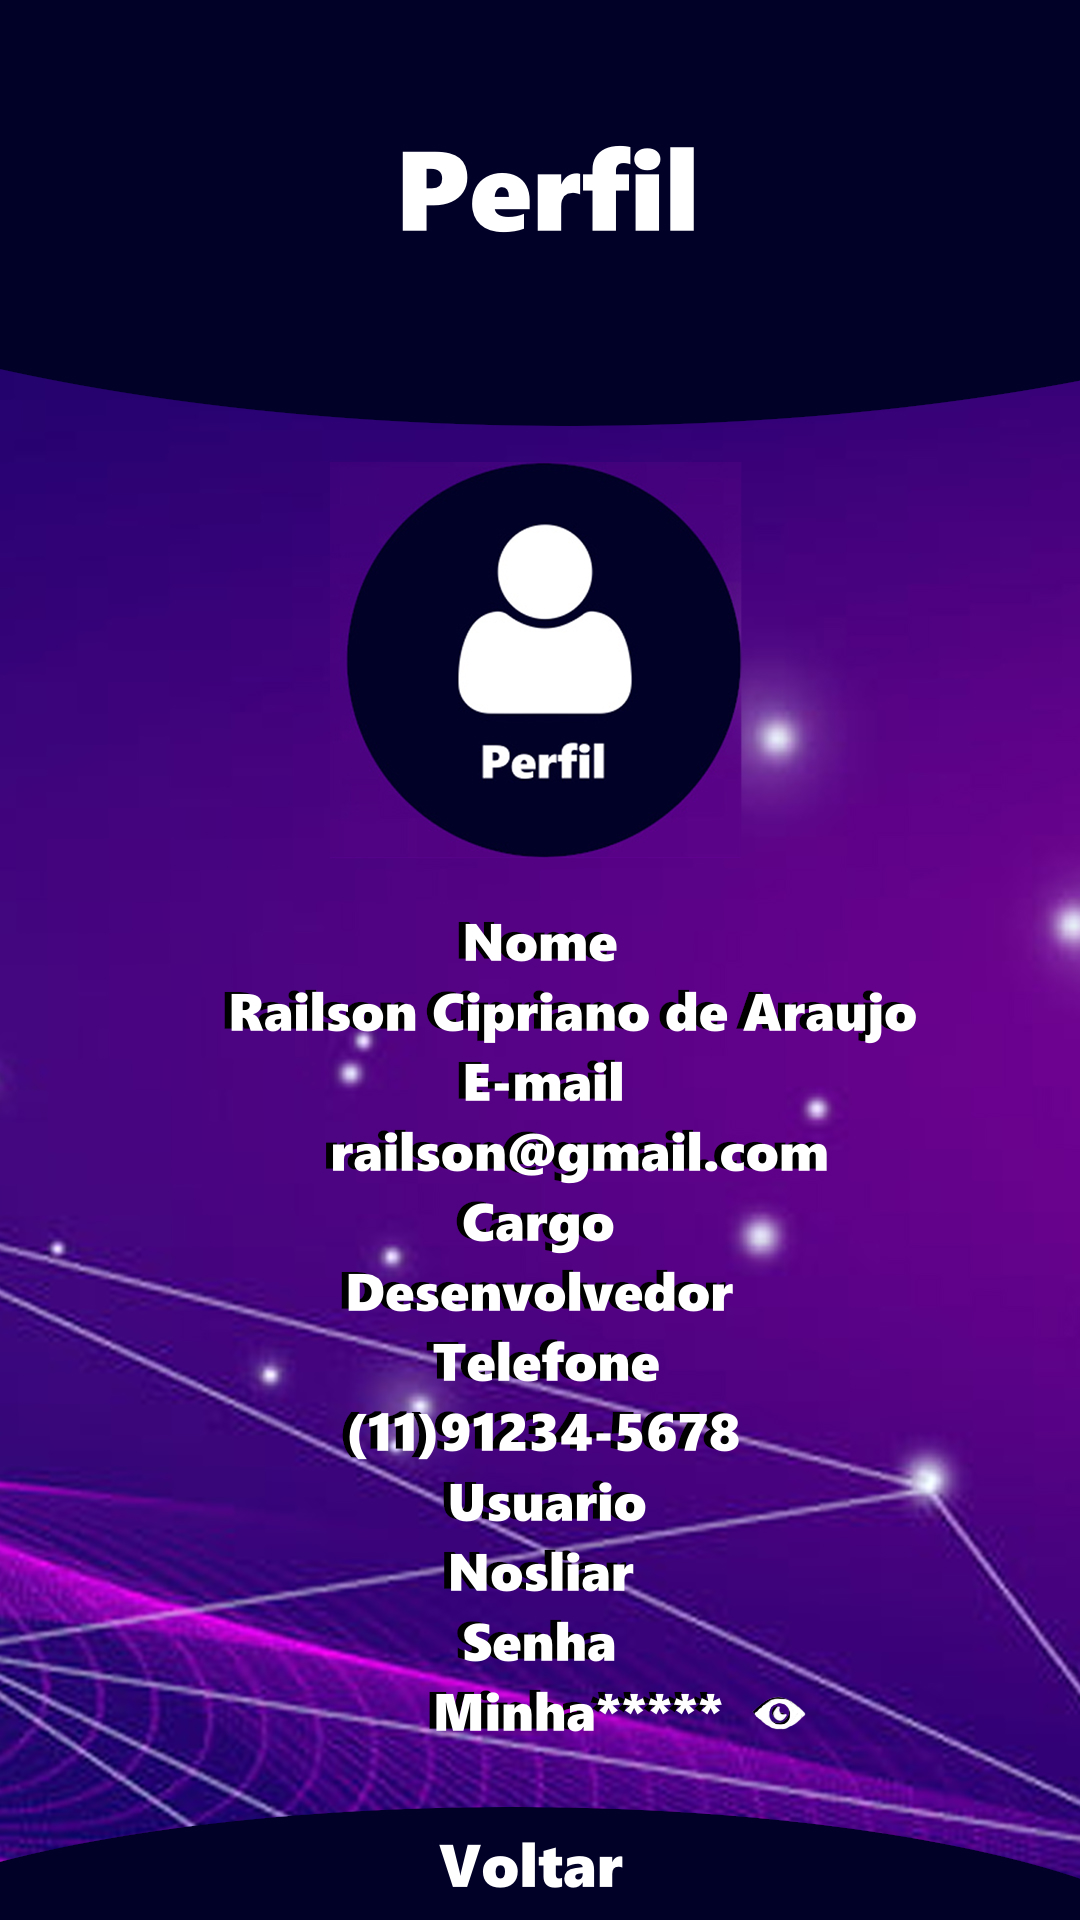 Perfil
Perfil
Nome
Railson Cipriano de Araujo
E-mail
railson@gmail.com
Cargo
Desenvolvedor
Telefone
(11)91234-5678
Usuario
Nosliar
Senha
Minha*****
Voltar